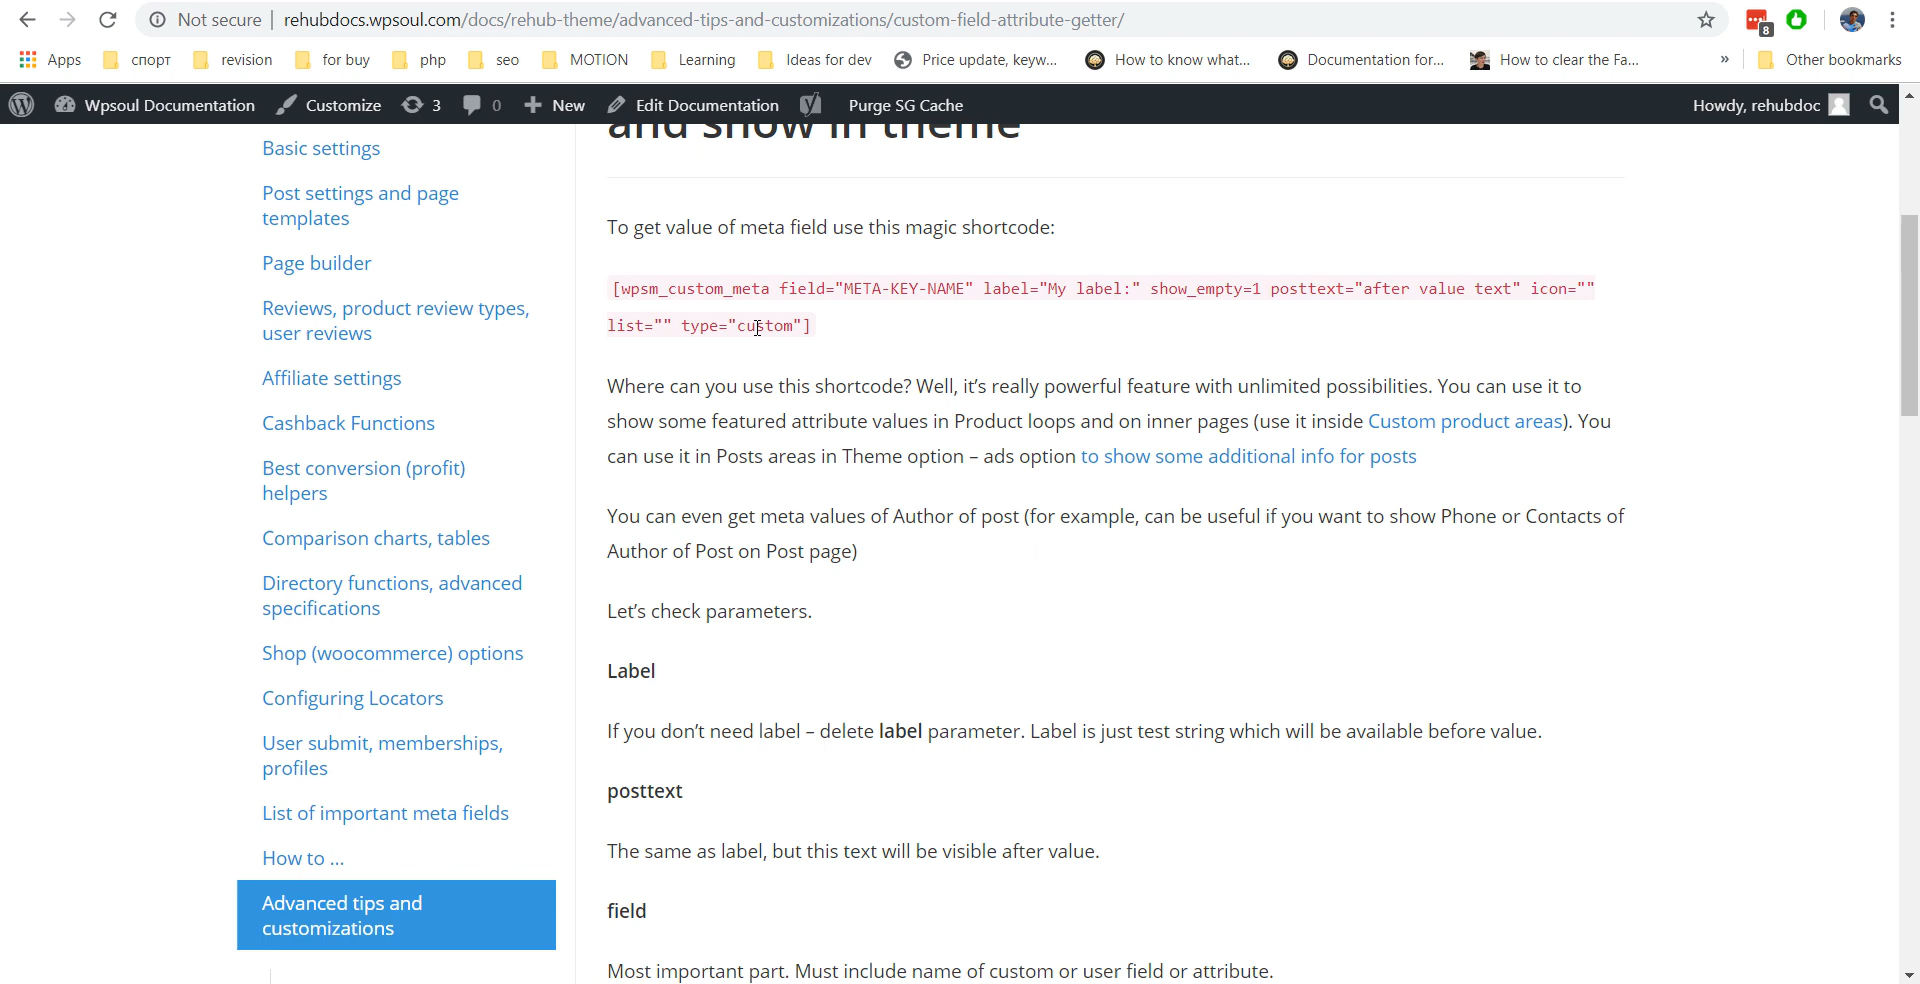 Not secure | rehubdocs.wpsoul.com/docs/rehub-theme/advanced-tips-and-customizations/custom-field-attribute-getter/
8
Apps спорт revision for buy php seo MOTION Learning Ideas for dev Price update, keyw... How to know what... Documentation for... How to clear the Fa... » Other bookmarks
Wpsoul Documentation Customize 3 0 New Edit Documentation Purge SG Cache Howdy, rehubdoc
and show in theme
Basic settings
Post settings and page
templates
Page builder
Reviews, product review types,
user reviews
Affiliate settings
Cashback Functions
Best conversion (profit)
helpers
Comparison charts, tables
Directory functions, advanced
specifications
Shop (woocommerce) options
Configuring Locators
User submit, memberships,
profiles
List of important meta fields
How to ...
Advanced tips and
customizations
To get value of meta field use this magic shortcode:
[wpsm_custom_meta field="META-KEY-NAME" label="My label:" show_empty=1 posttext="after value text" icon=""
list="" type="custom"]
Where can you use this shortcode? Well, it’s really powerful feature with unlimited possibilities. You can use it to
show some featured attribute values in Product loops and on inner pages (use it inside Custom product areas). You
can use it in Posts areas in Theme option – ads option to show some additional info for posts
You can even get meta values of Author of post (for example, can be useful if you want to show Phone or Contacts of
Author of Post on Post page)
Let’s check parameters.
Label
If you don’t need label – delete label parameter. Label is just test string which will be available before value.
posttext
The same as label, but this text will be visible after value.
field
Most important part. Must include name of custom or user field or attribute.